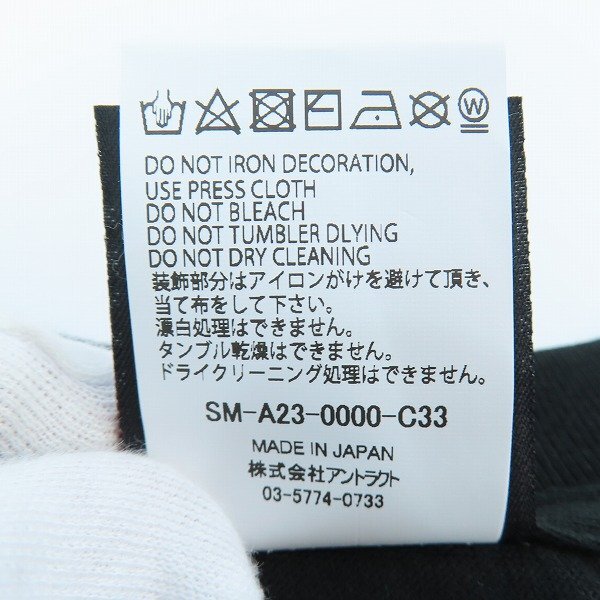 W
DO NOT IRON DECORATION,
USE PRESS CLOTH
DO NOT BLEACH
DO NOT TUMBLER DLYING
DO NOT DRY CLEANING
装飾部分はアイロンがけを避けて頂き、
当て布をして下さい。
漂白処理はできません。
タンブル乾燥はできません。
ドライクリーニング処理はできません。
SM-A23-0000-C33
MADE IN JAPAN
株式会社アントラクト
03-5774-0733